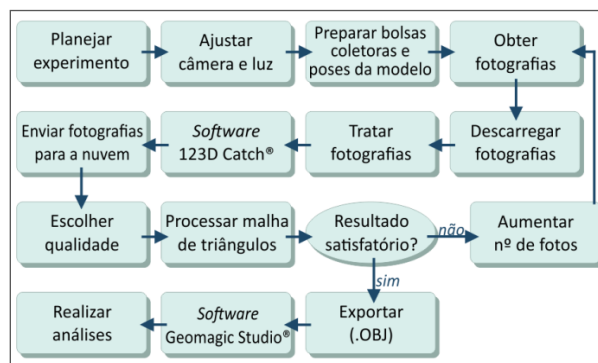 Planejar
experimento
Ajustar
câmera e luz
Preparar bolsas
coletoras e
poses da modelo
Obter
fotografias
Descarregar
fotografias
Tratar
fotografias
Software
123D Catch®
Enviar fotografias
para a nuvem
Escolher
qualidade
Processar malha
de triângulos
Resultado
satisfatório?
não
Aumentar
nº de fotos
sim
Exportar
(.OBJ)
Software
Geomagic Studio®
Realizar
análises